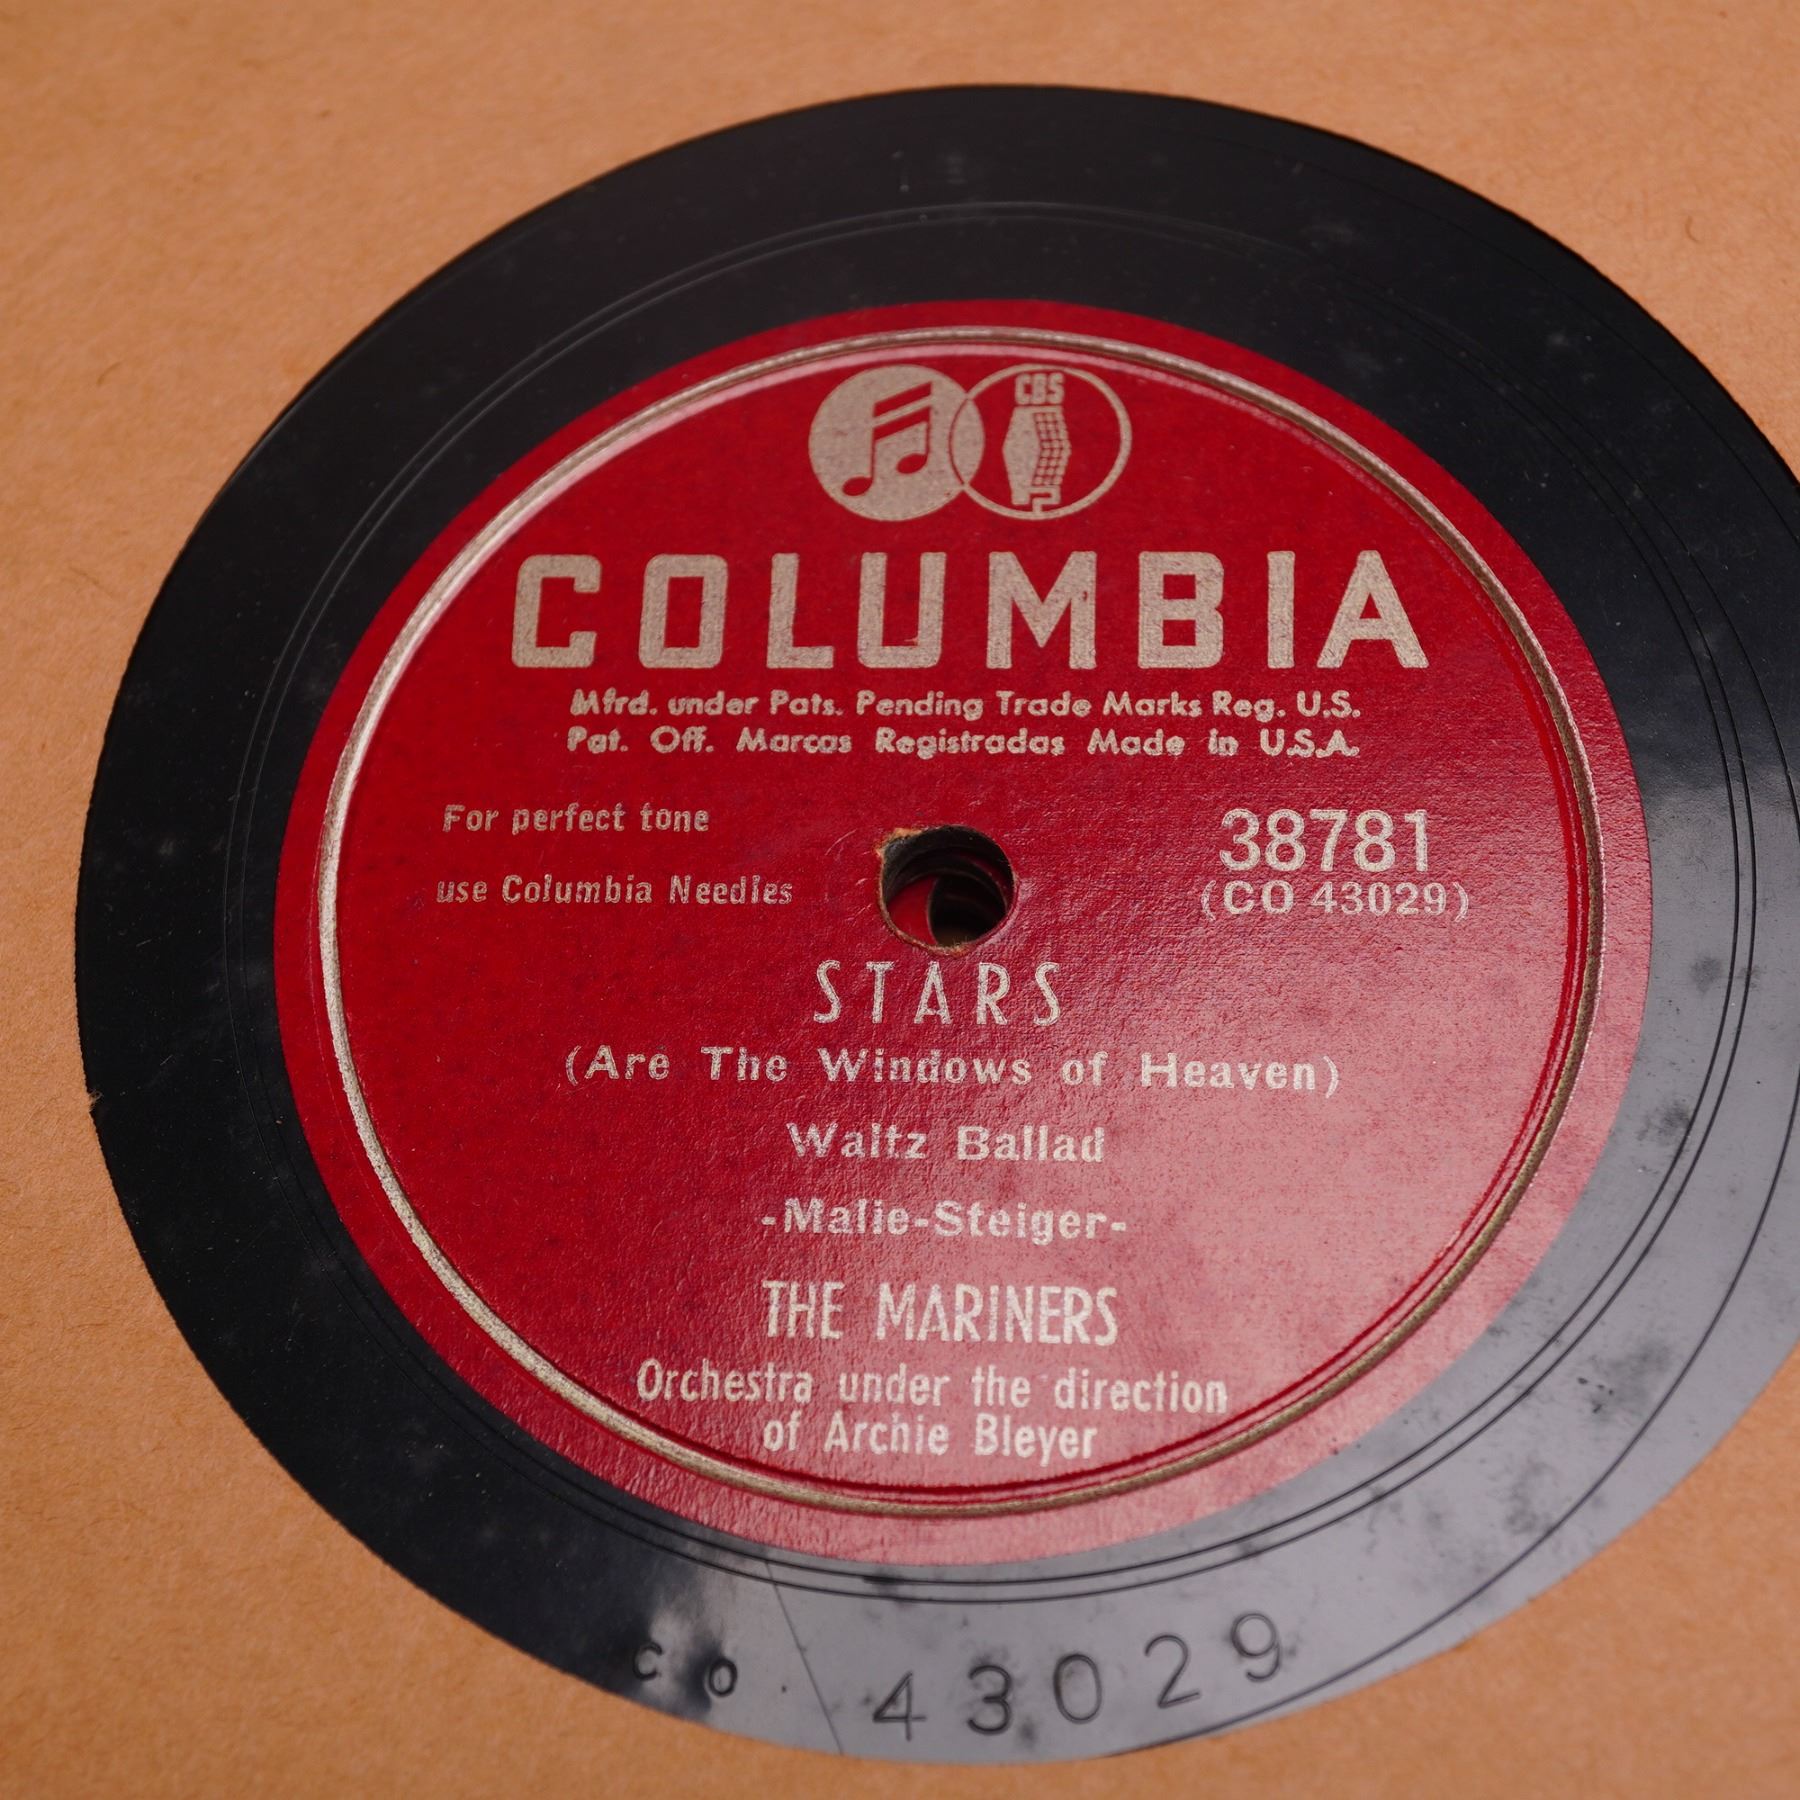 CBS
COLUMBIA
Mfrd. under Pats. Pending Trade Marks Reg. U.S.
Pat. Off. Marcas Registradas Made in U.S.A.
For perfect tone
use Columbia Needles
38781
(CO 43029)
STARS
(Are The Windows of Heaven)
Waltz Ballad
-Malie-Steiger-
THE MARINERS
Orchestra under the direction
of Archie Bleyer
CO 43029